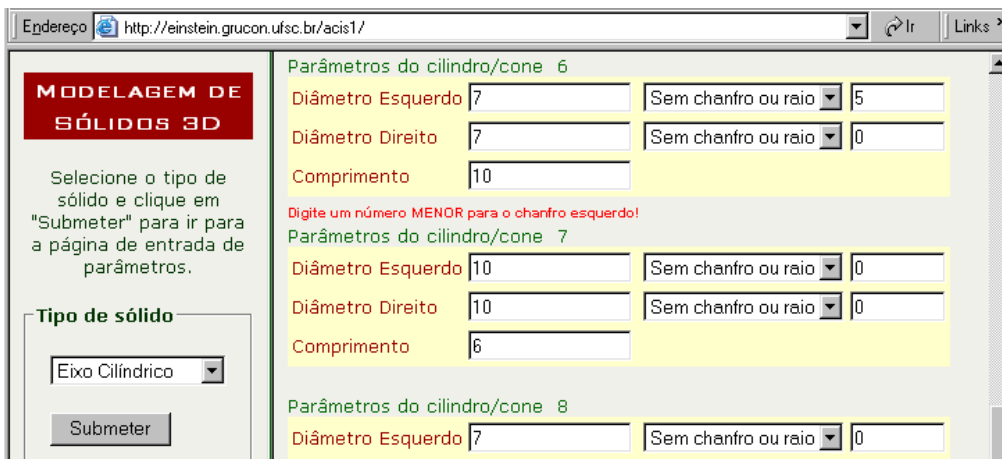 Endereço http://einstein.grucon.ufsc.br/acis1/ Ir Links »
MODELAGEM DE
SÓLIDOS 3D
Selecione o tipo de
sólido e clique em
"Submeter" para ir para
a página de entrada de
parâmetros.
Tipo de sólido
Eixo Cilíndrico
Submeter
Parâmetros do cilindro/cone 6
Diâmetro Esquerdo 7 Sem chanfro ou raio 5
Diâmetro Direito 7 Sem chanfro ou raio 0
Comprimento 10
Digite um número MENOR para o chanfro esquerdo!
Parâmetros do cilindro/cone 7
Diâmetro Esquerdo 10 Sem chanfro ou raio 0
Diâmetro Direito 10 Sem chanfro ou raio 0
Comprimento 6
Parâmetros do cilindro/cone 8
Diâmetro Esquerdo 7 Sem chanfro ou raio 0